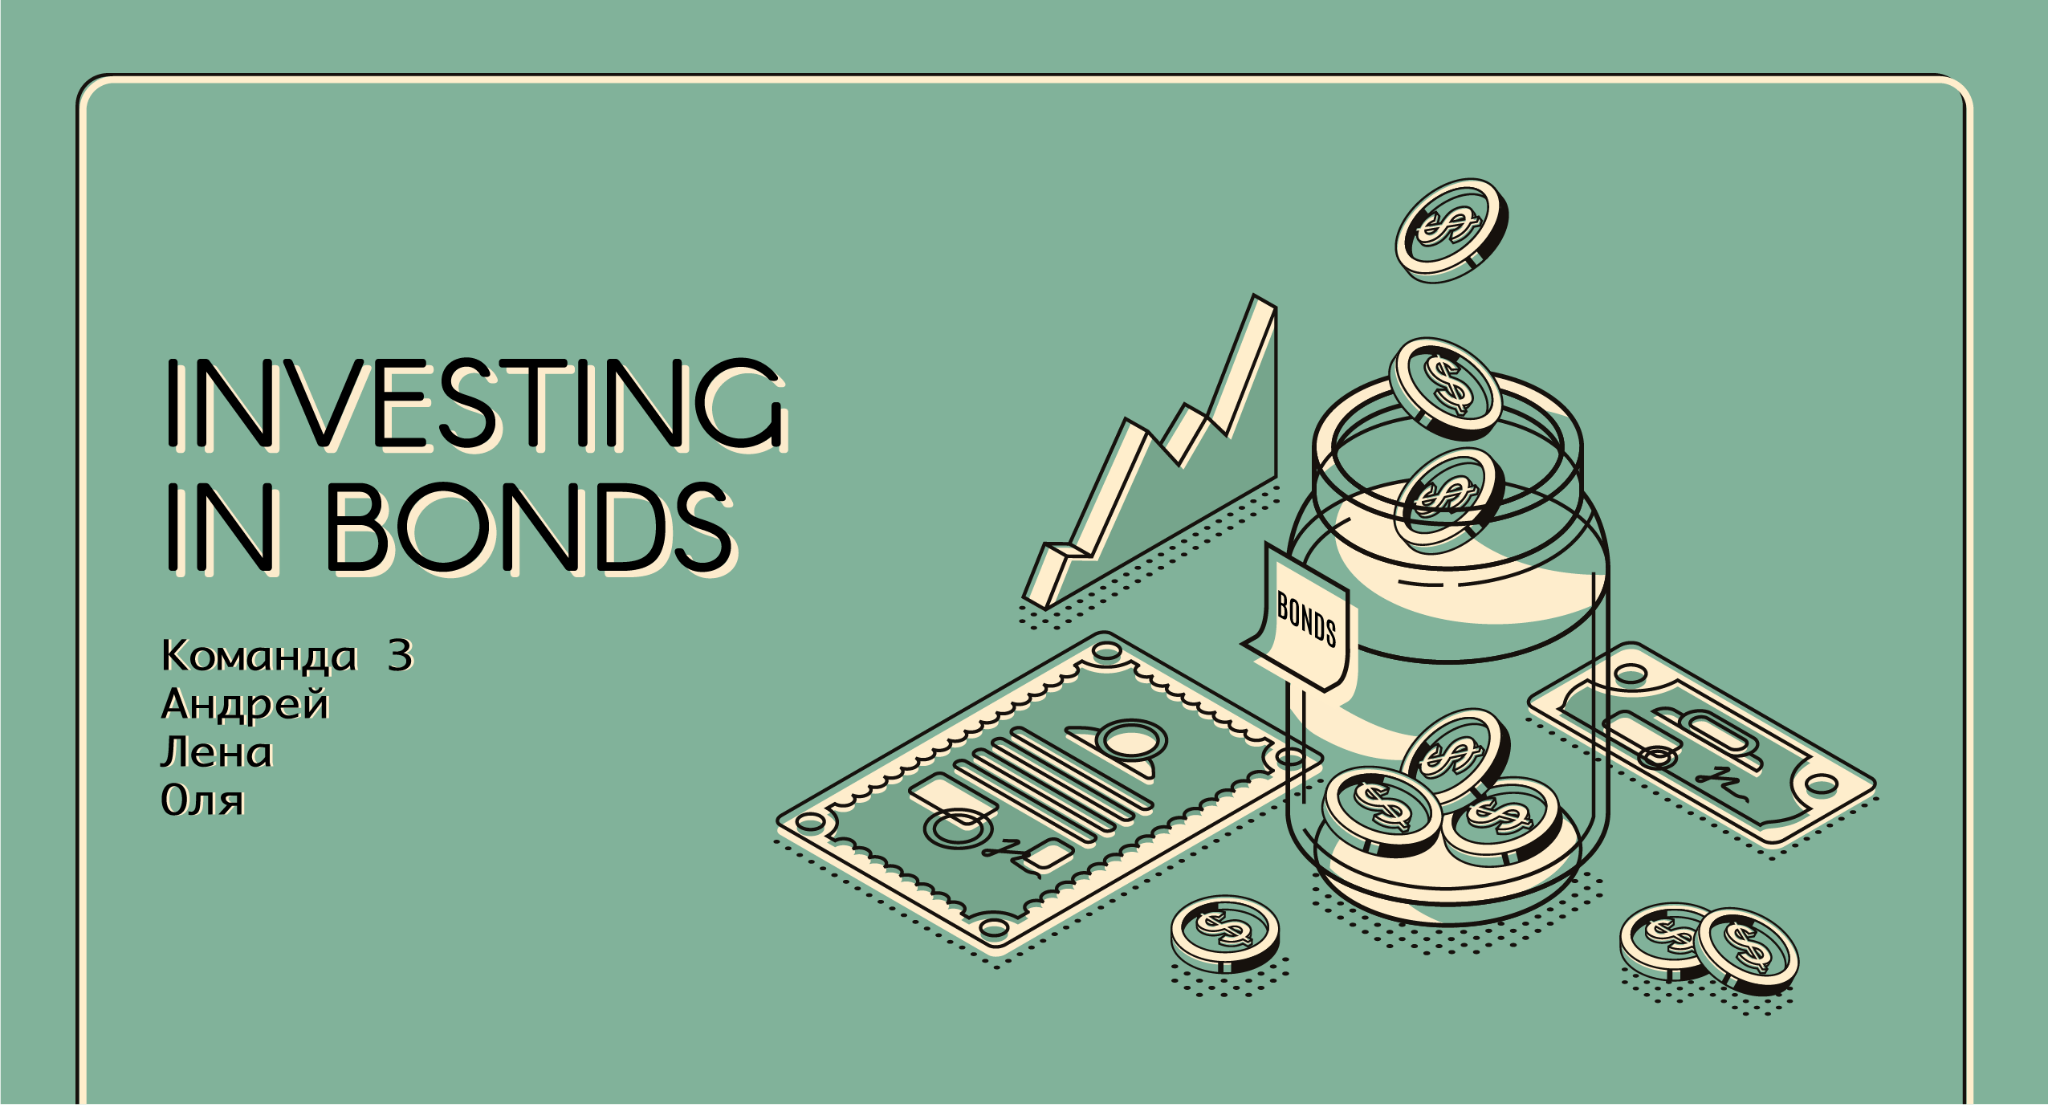 INVESTING
IN BONDS
Команда 3
Андрей
Лена
Оля
BONDS